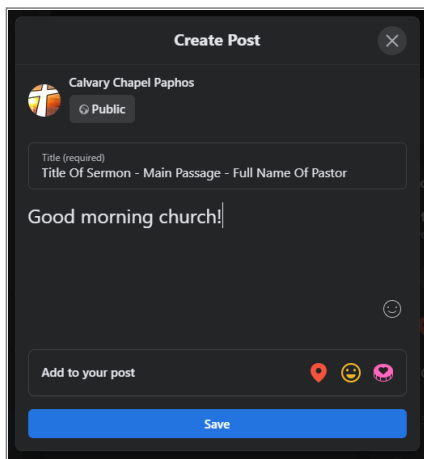 Create Post
Calvary Chapel Paphos
Public
Title (required)
Title Of Sermon - Main Passage - Full Name Of Pastor
Good morning church!
Add to your post
Save